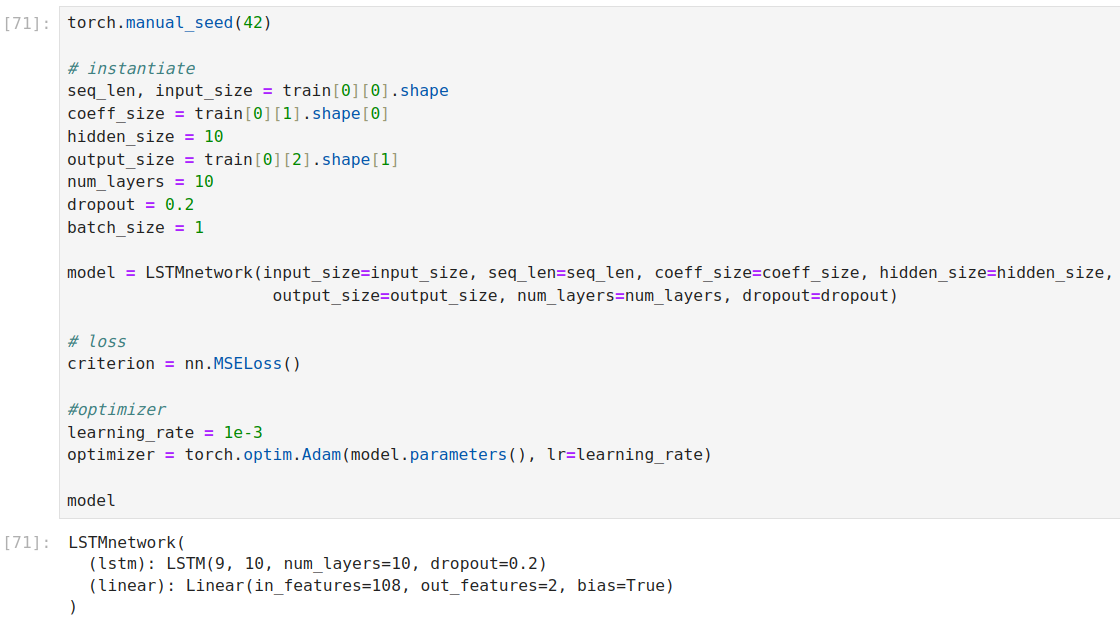 [71]: torch.manual_seed(42)
# instantiate
seq_len, input_size = train[0][0].shape
coeff_size = train[0][1].shape[0]
hidden_size = 10
output_size = train[0][2].shape[1]
num_layers = 10
dropout = 0.2
batch_size = 1
model = LSTMnetwork(input_size=input_size, seq_len=seq_len, coeff_size=coeff_size, hidden_size=hidden_size,
output_size=output_size, num_layers=num_layers, dropout=dropout)
# loss
criterion = nn.MSELoss()
#optimizer
learning_rate = 1e-3
optimizer = torch.optim.Adam(model.parameters(), lr=learning_rate)
model
[71]: LSTMnetwork(
(lstm): LSTM(9, 10, num_layers=10, dropout=0.2)
(linear): Linear(in_features=108, out_features=2, bias=True)
)